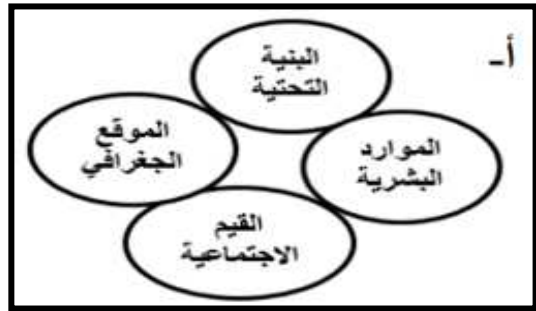 أ-
البنية
التحتية
الموارد
البشرية
الموقع
الجغرافي
القيم
الاجتماعية